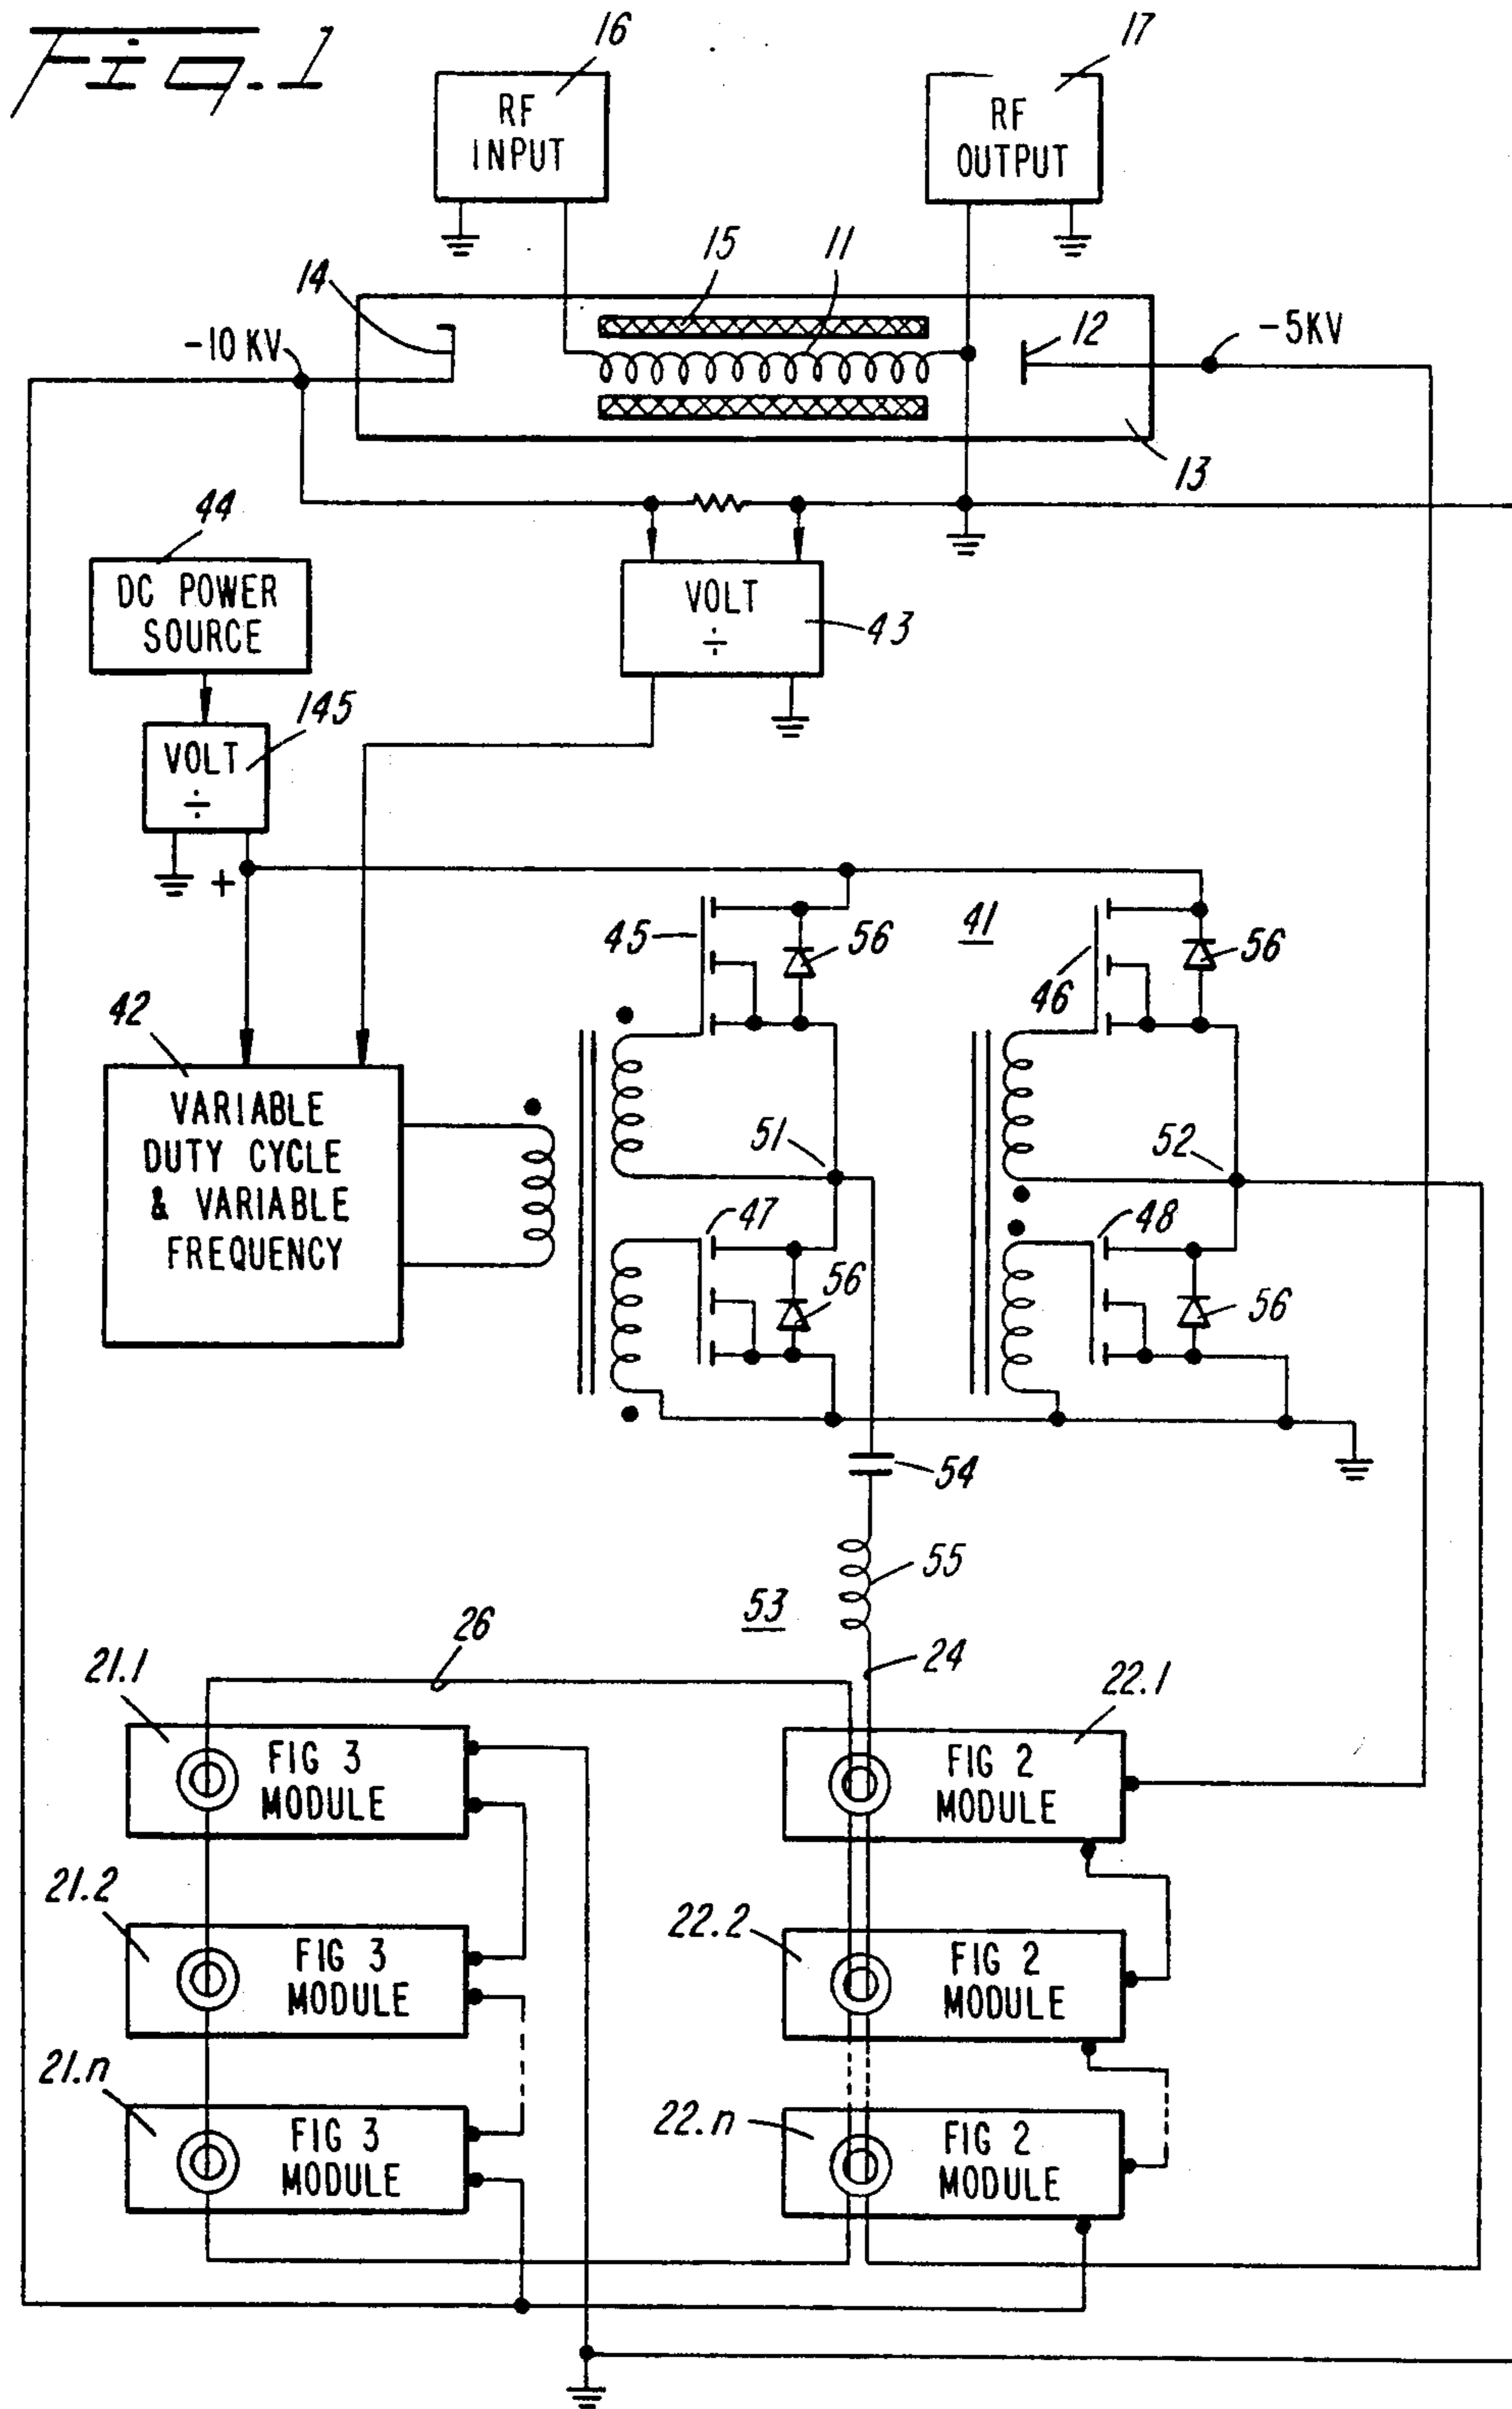 Fig. 1
16
17
RF
INPUT
RF
OUTPUT
15
11
14
12
-10 KV
-5KV
13
44
DC POWER
SOURCE
VOLT
÷
43
145
VOLT
÷
+
45
56
41
46
56
42
VARIABLE
DUTY CYCLE
& VARIABLE
FREQUENCY
51
52
47
48
56
56
54
55
53
26
24
21.1
22.1
FIG 3
MODULE
FIG 2
MODULE
21.2
22.2
FIG 3
MODULE
FIG 2
MODULE
21.n
22.n
FIG 3
MODULE
FIG 2
MODULE